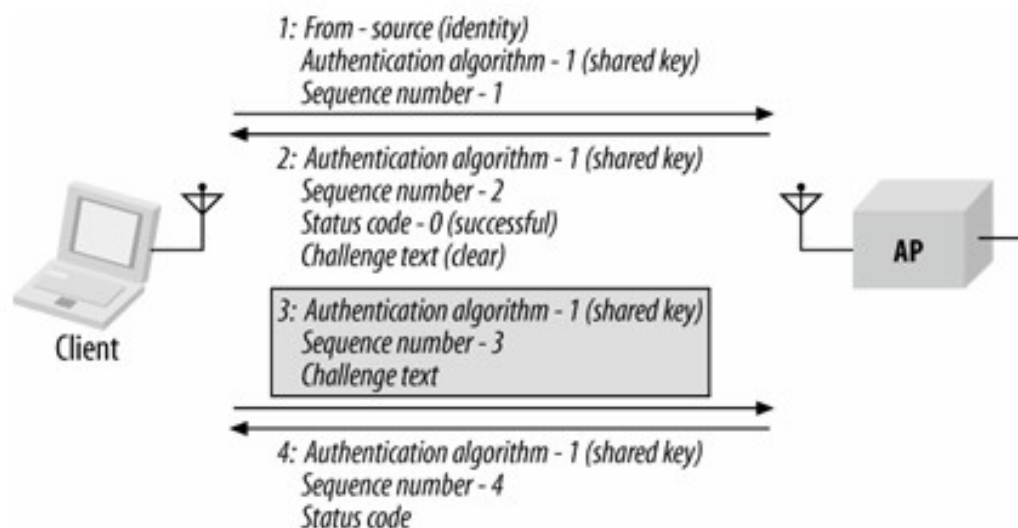 1: From - source (identity)
Authentication algorithm - 1 (shared key)
Sequence number - 1
2: Authentication algorithm - 1 (shared key)
Sequence number - 2
Status code - 0 (successful)
Challenge text (clear)
AP
3: Authentication algorithm - 1 (shared key)
Sequence number - 3
Challenge text
Client
4: Authentication algorithm - 1 (shared key)
Sequence number - 4
Status code